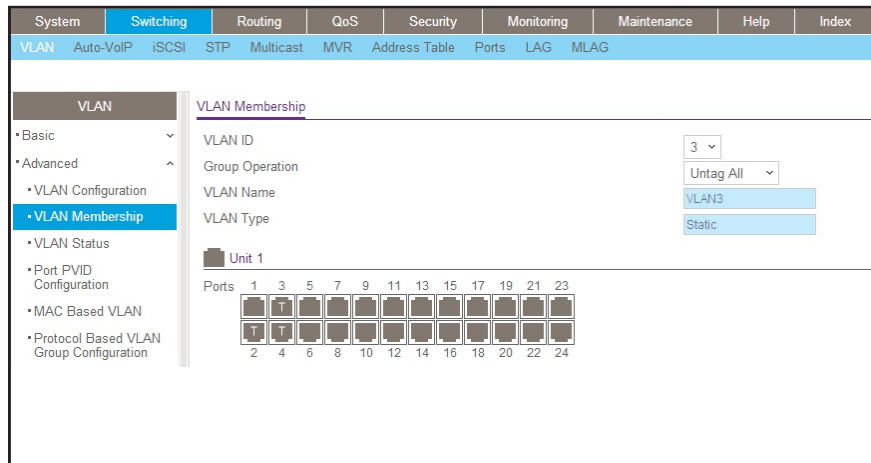 System Switching Routing QoS Security Monitoring Maintenance Help Index
VLAN Auto-VoIP iSCSI STP Multicast MVR Address Table Ports LAG MLAG
VLAN
Basic
Advanced
VLAN Configuration
VLAN Membership
VLAN Status
Port PVID
Configuration
MAC Based VLAN
Protocol Based VLAN
Group Configuration
VLAN Membership
VLAN ID 3
Group Operation Untag All
VLAN Name VLAN3
VLAN Type Static
Unit 1
Ports 1 3 5 7 9 11 13 15 17 19 21 23
T
T T
2 4 6 8 10 12 14 16 18 20 22 24